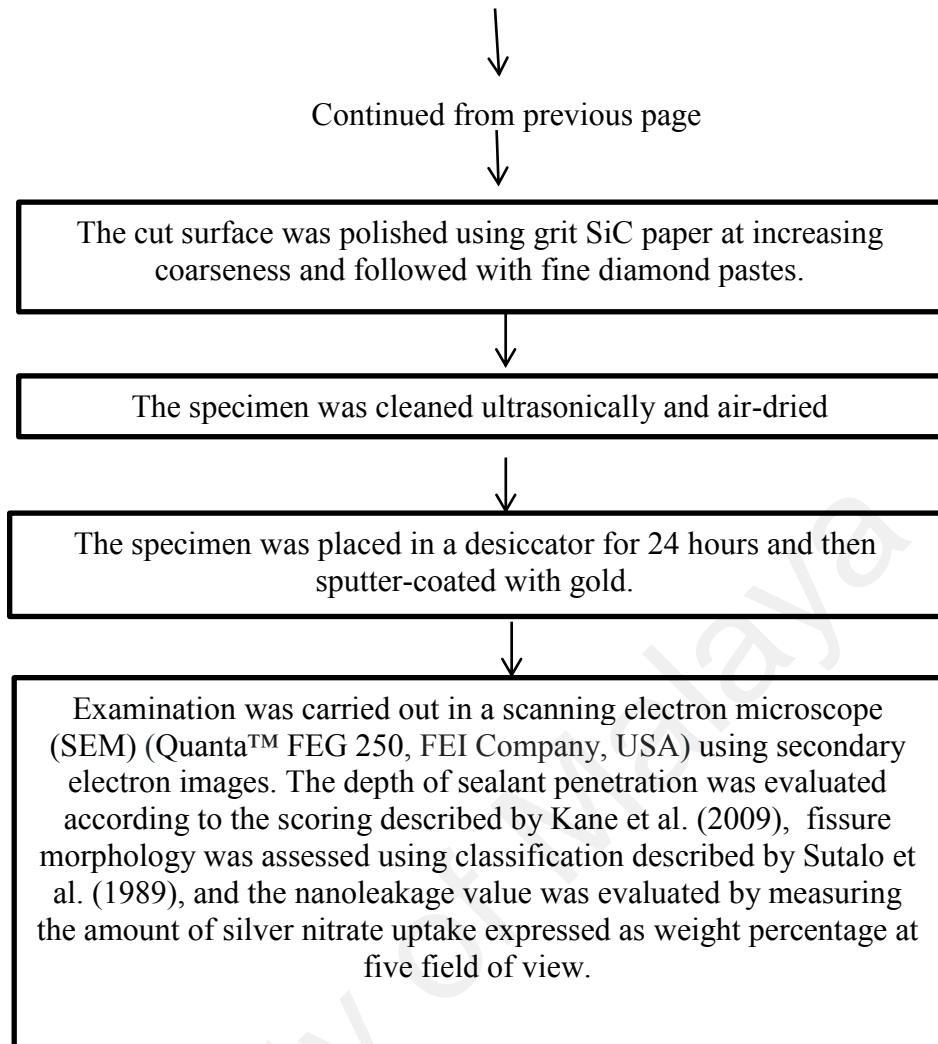 Continued from previous page
The cut surface was polished using grit SiC paper at increasing
coarseness and followed with fine diamond pastes.
The specimen was cleaned ultrasonically and air-dried
The specimen was placed in a desiccator for 24 hours and then
sputter-coated with gold.
Examination was carried out in a scanning electron microscope
(SEM) (Quanta™ FEG 250, FEI Company, USA) using secondary
electron images. The depth of sealant penetration was evaluated
according to the scoring described by Kane et al. (2009), fissure
morphology was assessed using classification described by Sutalo et
al. (1989), and the nanoleakage value was evaluated by measuring
the amount of silver nitrate uptake expressed as weight percentage at
five field of view.
of Malaya